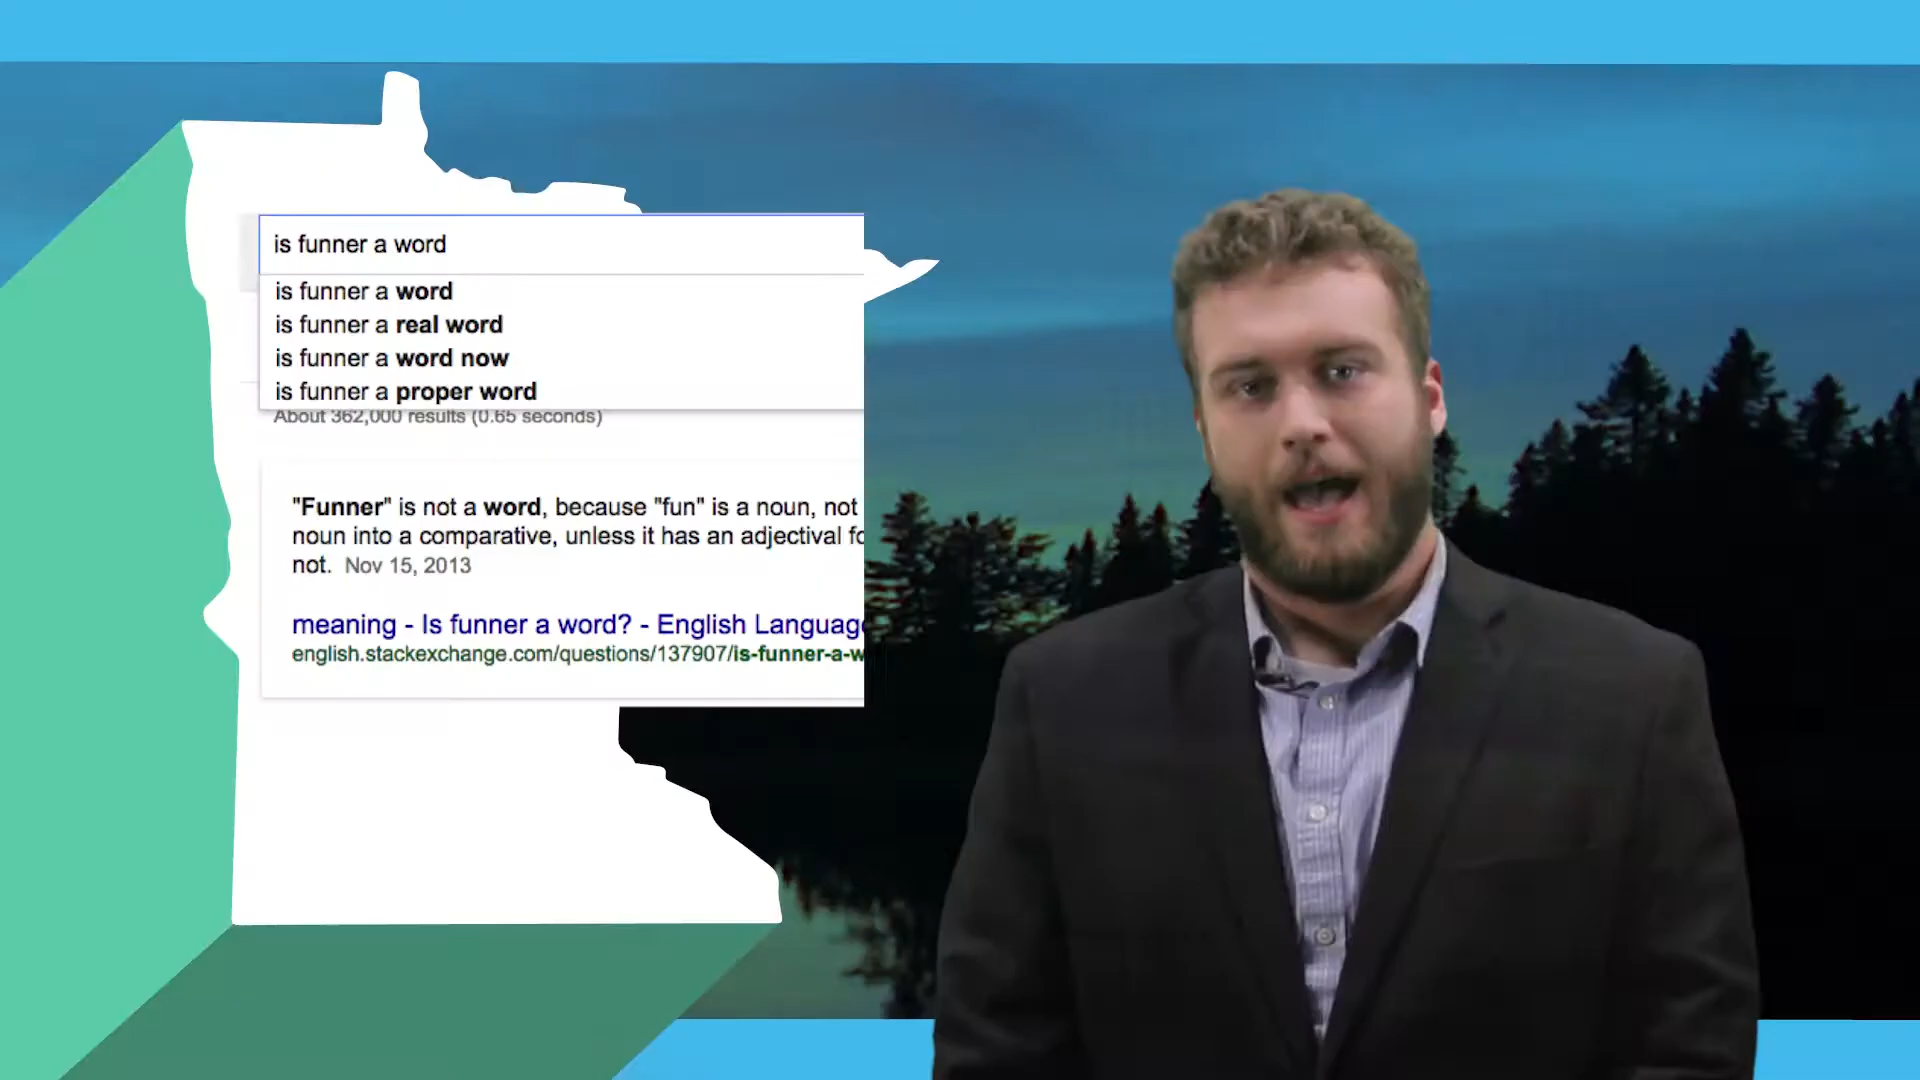 is funner a word
is funner a word
is funner a real word
is funner a word now
is funner a proper word
About 362,000 results (0.65 seconds)
"Funner" is not a word, because "fun" is a noun, not
noun into a comparative, unless it has an adjectival fo
not. Nov 15, 2013
meaning - Is funner a word? - English Language
english.stackexchange.com/questions/137907/is-funner-a-w